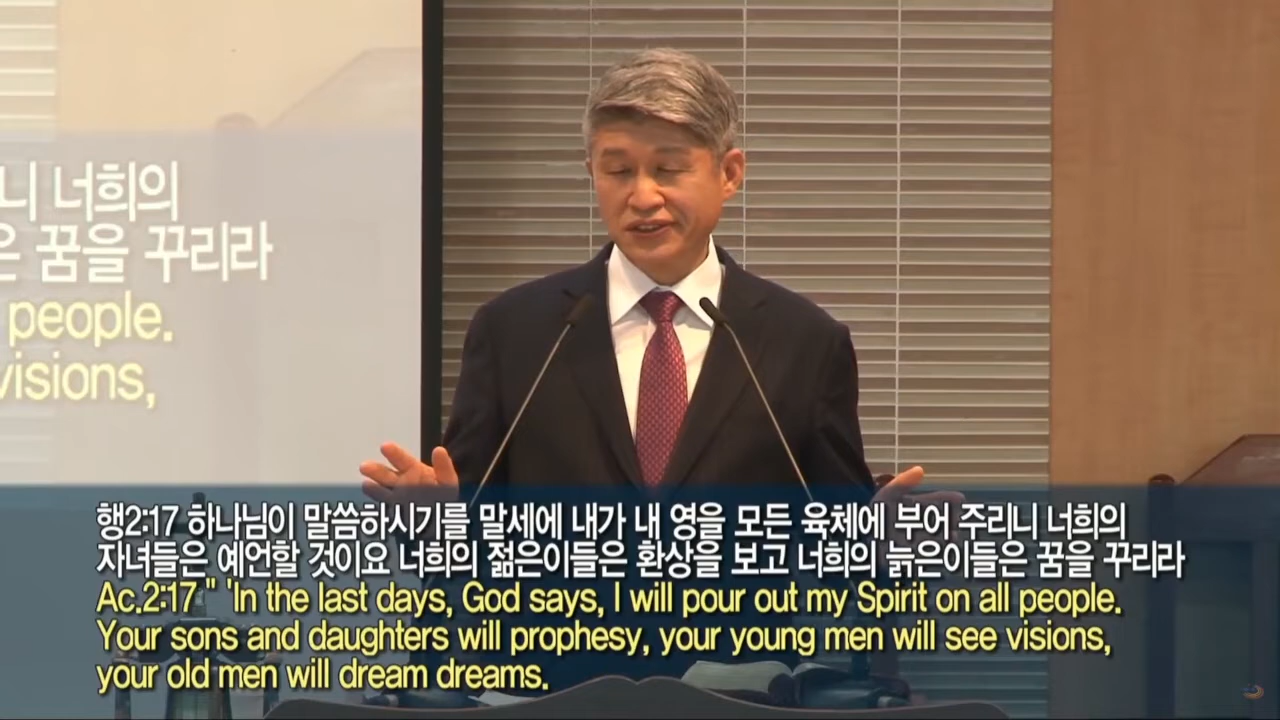 니 너희의
은 꿈을 꾸리라
people.
visions,
행2:17 하나님이 말씀하시기를 말세에 내가 내 영을 모든 육체에 부어 주리니 너희의
자녀들은 예언할 것이요 너희의 젊은이들은 환상을 보고 너희의 늙은이들은 꿈을 꾸리라
Ac.2:17 " 'In the last days, God says, I will pour out my Spirit on all people.
Your sons and daughters will prophesy, your young men will see visions,
your old men will dream dreams.